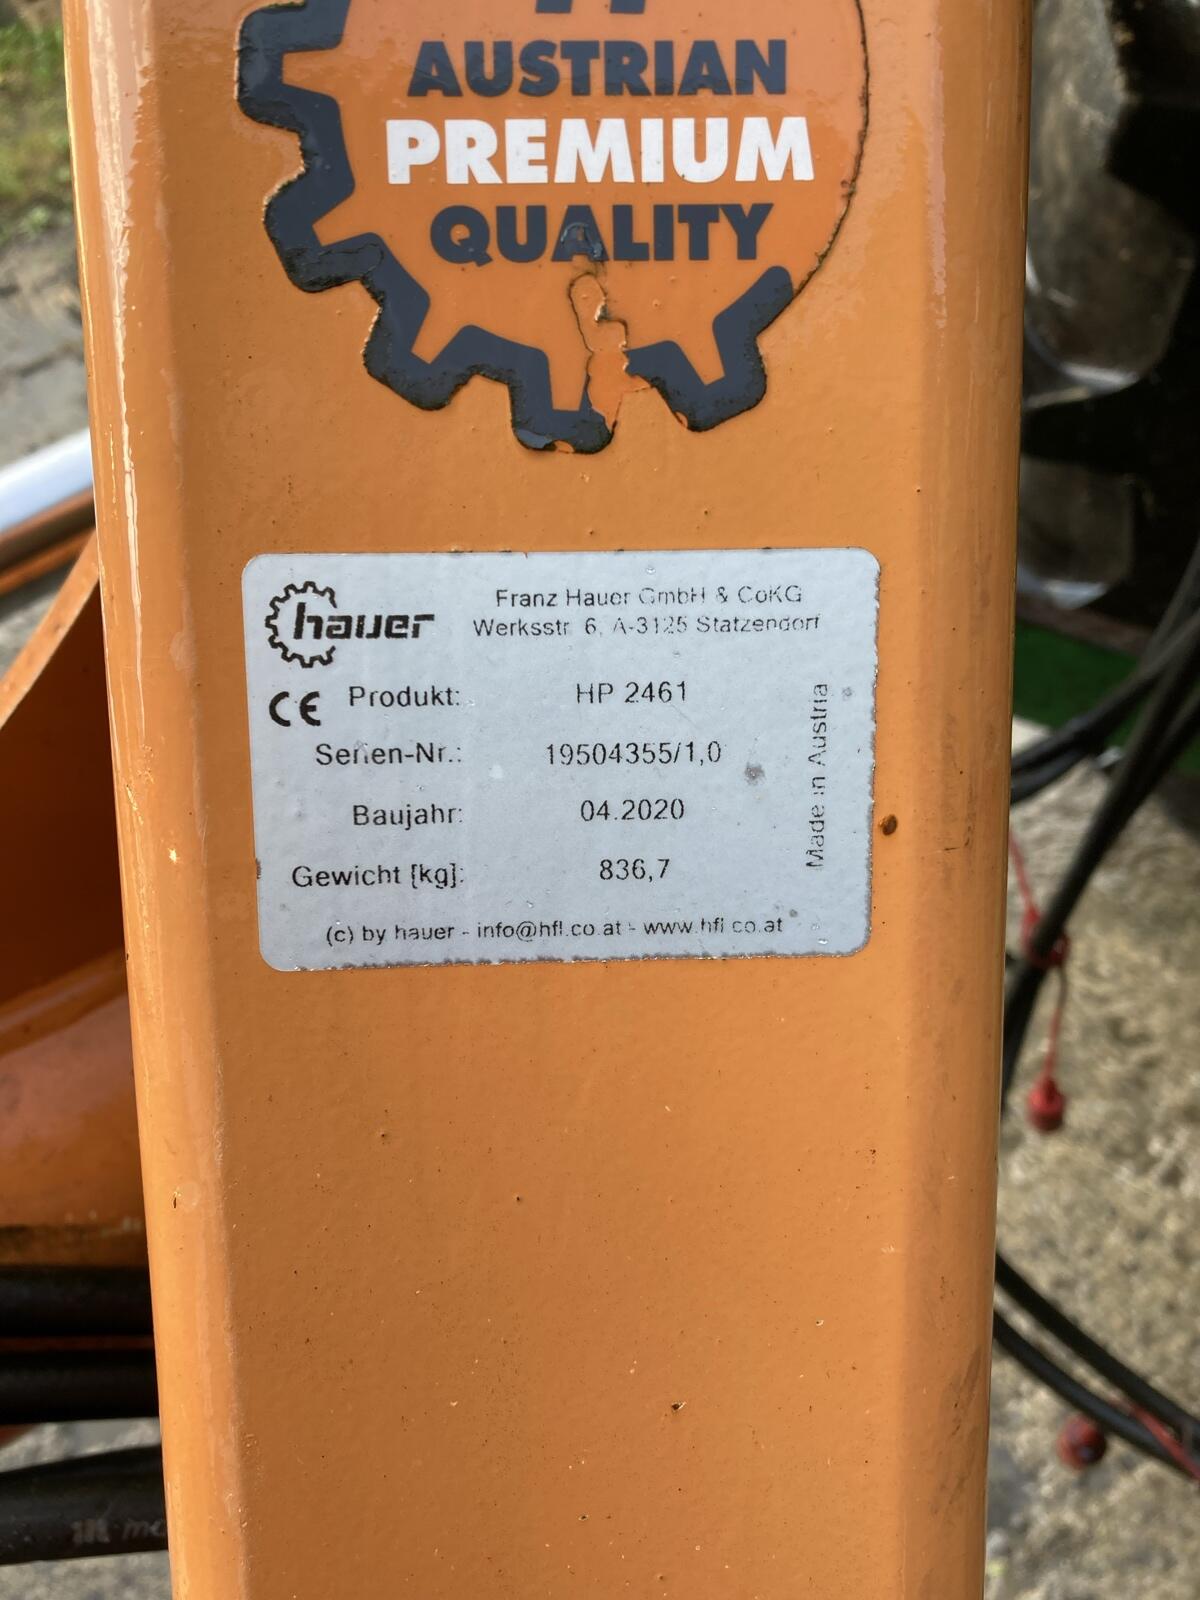 AUSTRIAN
PREMIUM
QUALITY
hauer
Franz Hauer GmbH & CoKG
Werksstr. 6, A-3125 Statzendorf
CE
Produkt: HP 2461
Serien-Nr.: 19504355/1,0
Baujahr: 04.2020
Gewicht [kg]: 836,7
Made in Austria
(c) by hauer - info@hfl.co.at - www.hfl.co.at